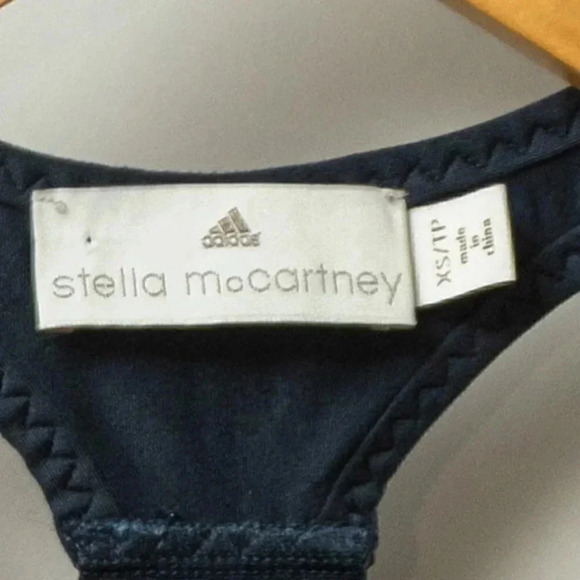 adidas
stella mccartney
XS/TP
made
in
china